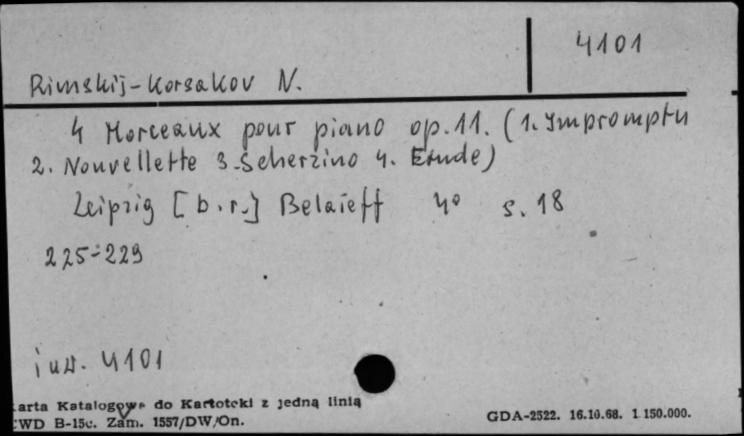 4101
Rimskij-Korsakov N.
4 Morceaux pour piano op. 11. (1. Impromptu
2. Nouvellette 3. Scherzino 4. Etude)
Leipzig [b. r.] Belaieff 4° s. 18
225÷229
inw. 4101
arta Katalogowa do Kartoteki z jedną linią
WD B-15c. Zam. 1557/DW/On.
GDA-2522. 16.10.68. 1.150.000.